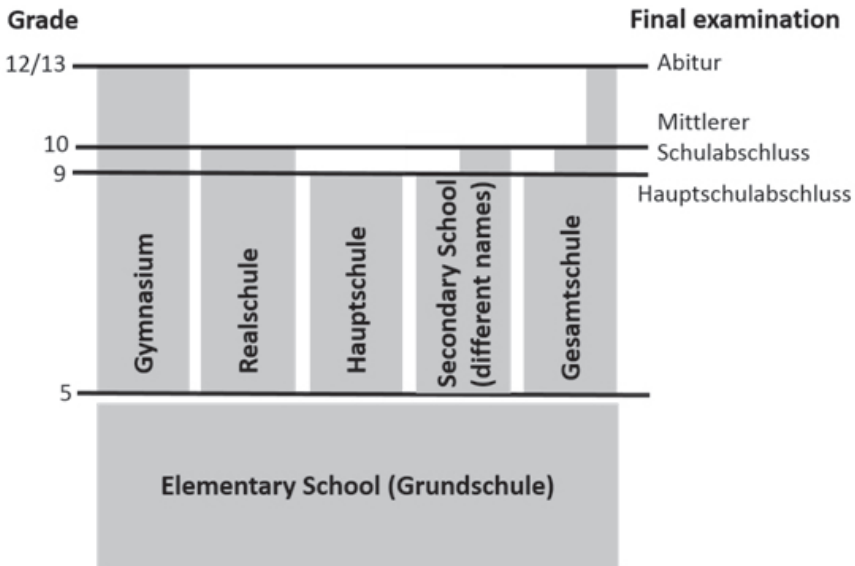 Grade
Final examination
12/13
Abitur
Mittlerer
10
Schulabschluss
9
Hauptschulabschluss
Gymnasium
Realschule
Hauptschule
Secondary School
(different names)
Gesamtschule
5
Elementary School (Grundschule)